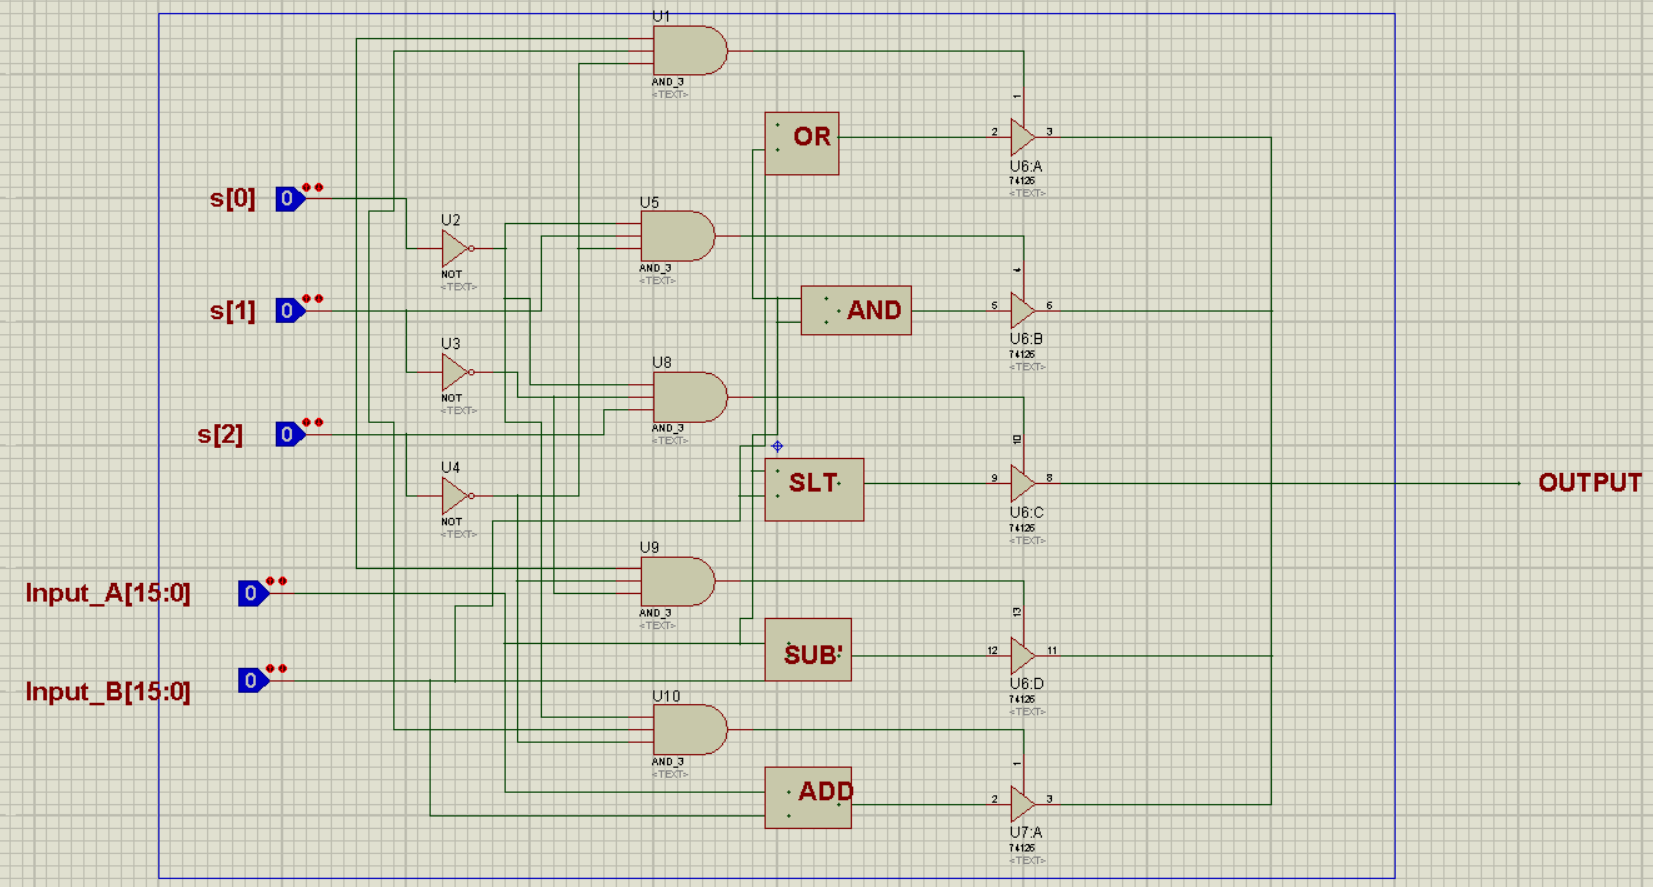 U1
AND_3
<TEXT>
OR
2
1
3
U6:A
74126
<TEXT>
s[0]
0
U2
NOT
<TEXT>
U5
AND_3
<TEXT>
s[1]
0
AND
5
4
6
U6:B
74126
<TEXT>
U3
NOT
<TEXT>
U8
AND_3
<TEXT>
s[2]
0
U4
NOT
<TEXT>
SLT
9
10
8
U6:C
74126
<TEXT>
OUTPUT
U9
AND_3
<TEXT>
Input_A[15:0]
0
SUB'
12
13
11
U6:D
74126
<TEXT>
Input_B[15:0]
0
U10
AND_3
<TEXT>
ADD
2
1
3
U7:A
74126
<TEXT>